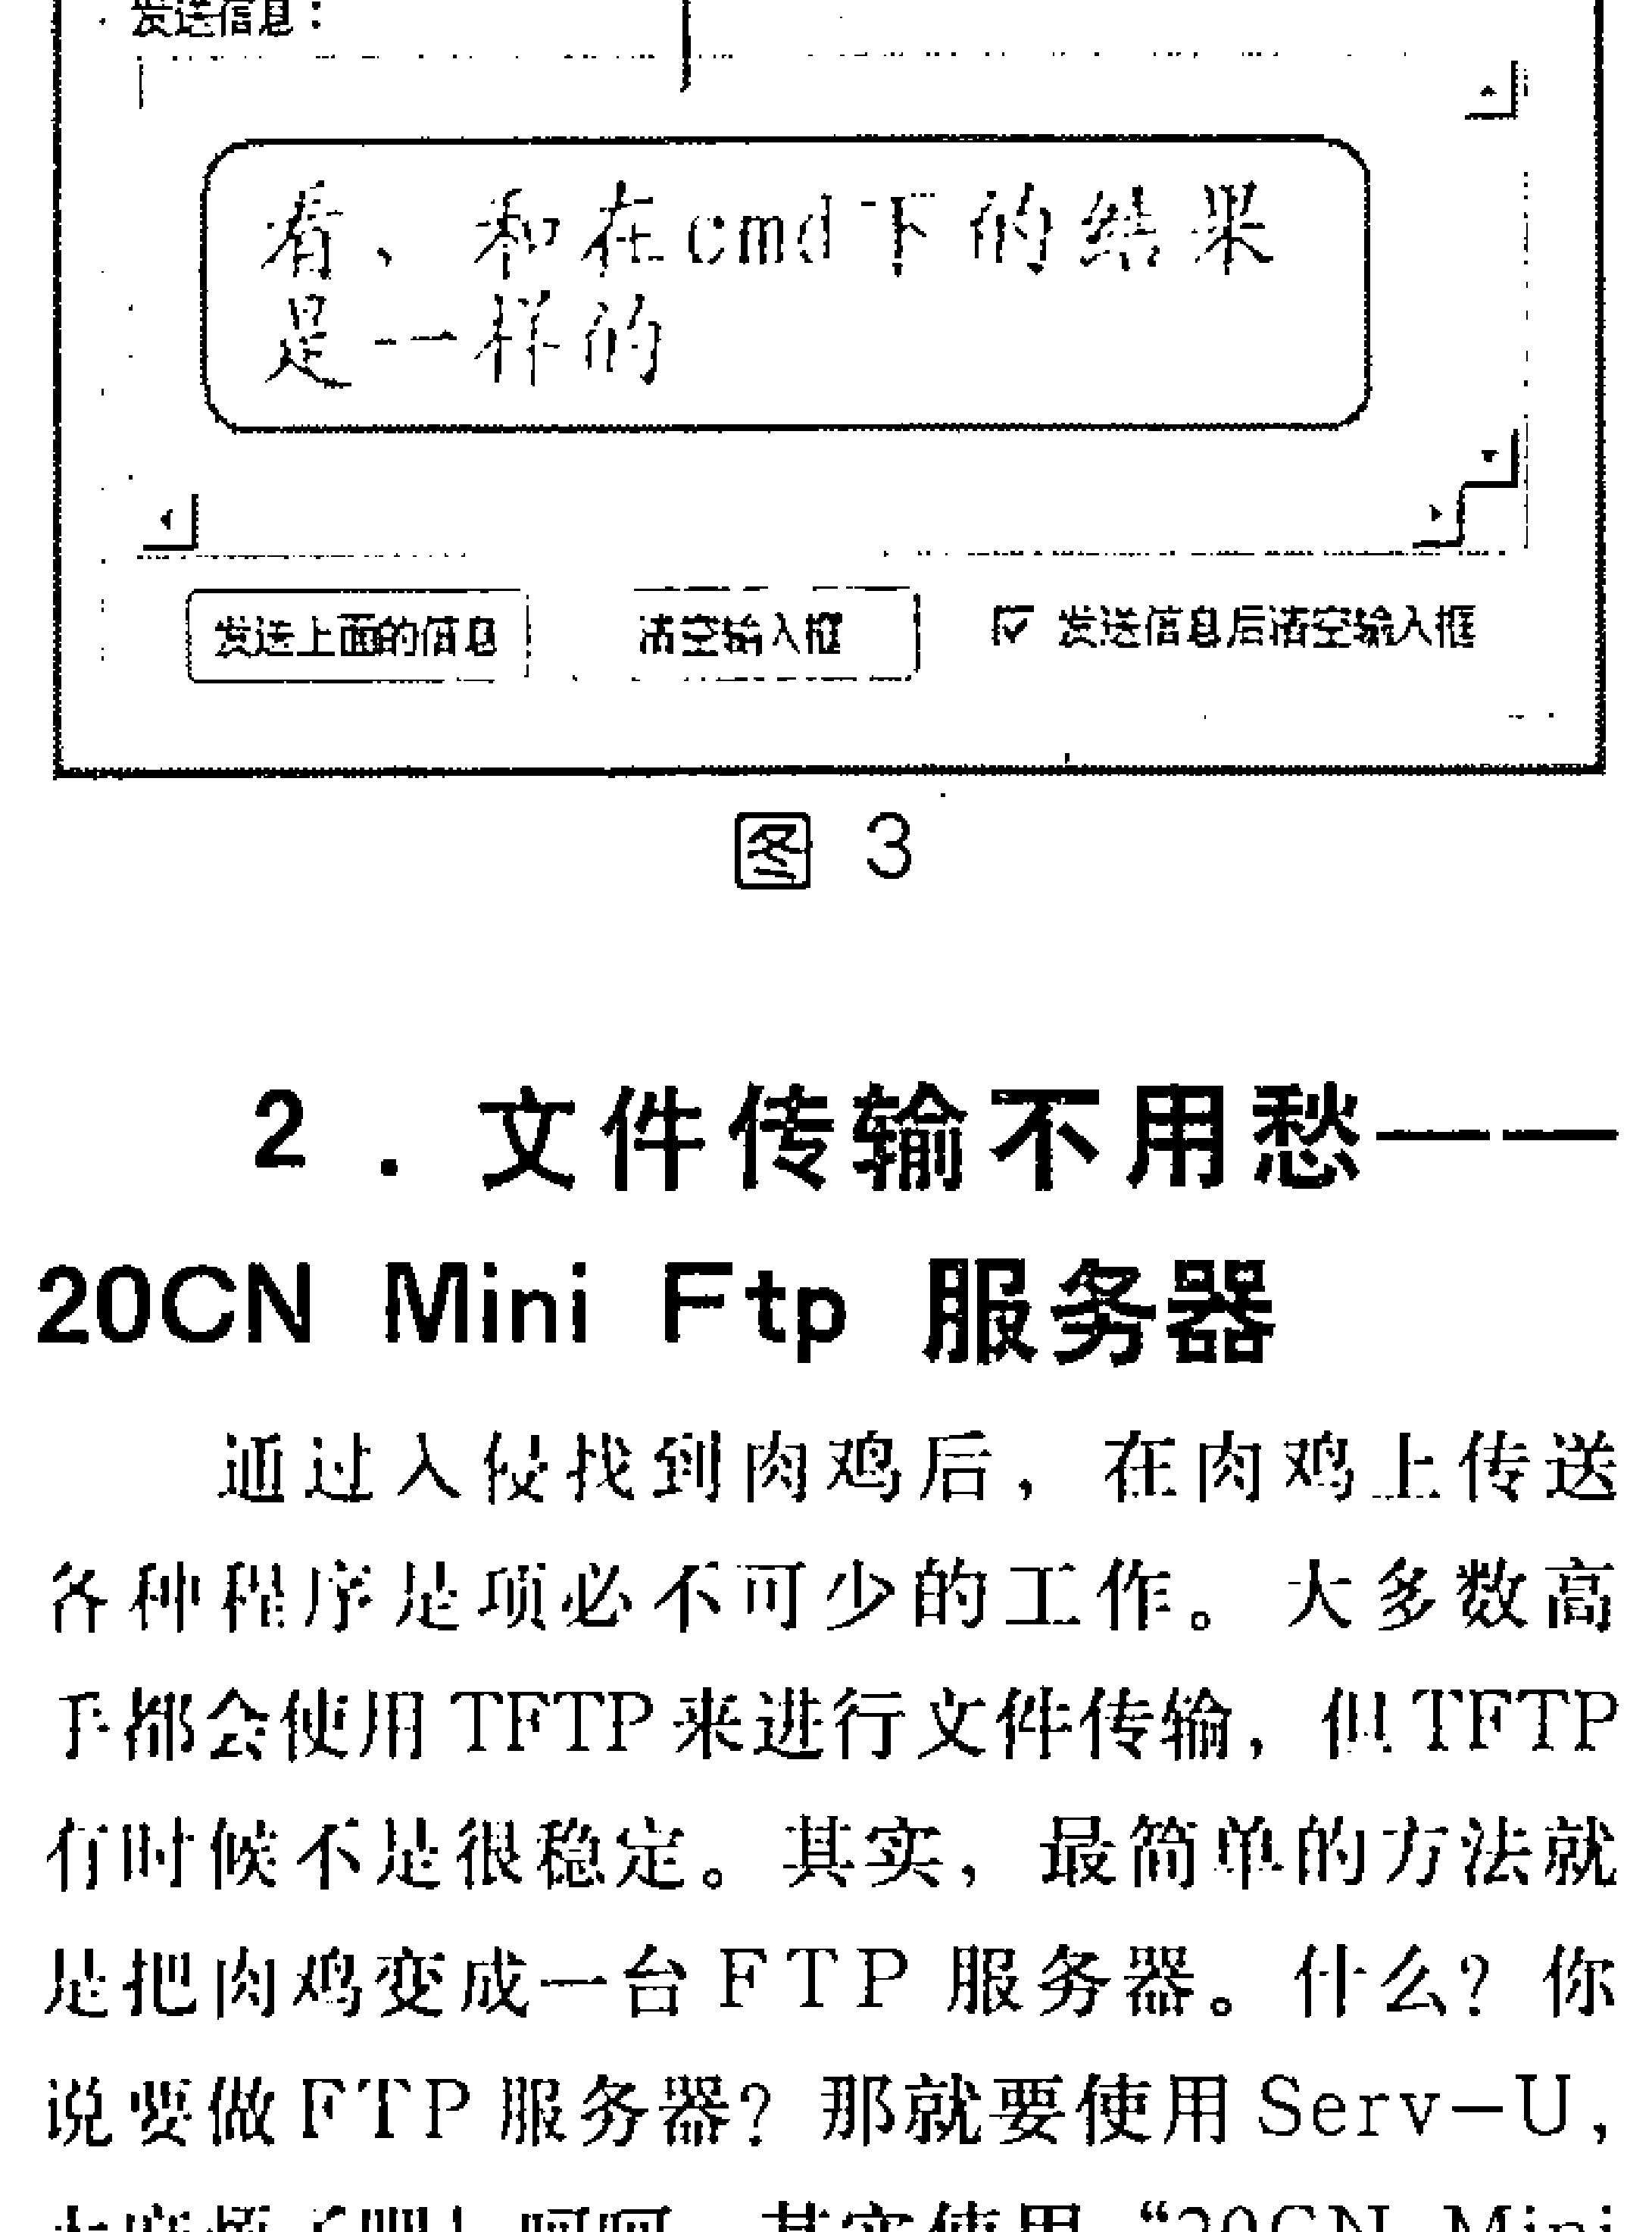 发送信息：
看、和在cmd下的结果
是一样的
发送上面的信息 清空输入框 发送信息后清空输入框
图 3
2．文件传输不用愁——
20CN Mini Ftp 服务器
通过入侵找到肉鸡后，在肉鸡上传送
各种程序是项必不可少的工作。大多数高
手都会使用TFTP来进行文件传输，但TFTP
有时候不是很稳定。其实，最简单的方法就
是把肉鸡变成一台FTP 服务器。什么？你
说要做FTP 服务器？那就要使用Serv-U，
其实使用“20CN Mini